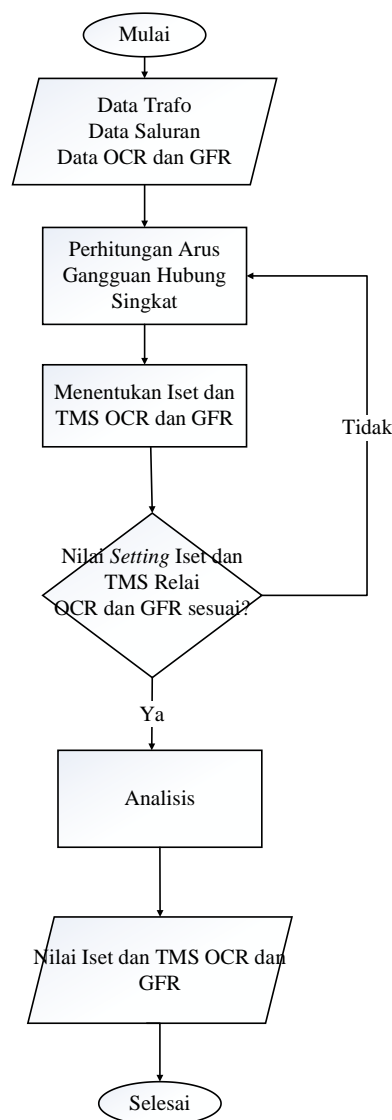 Mulai
Data Trafo
Data Saluran
Data OCR dan GFR
Perhitungan Arus
Gangguan Hubung
Singkat
Menentukan Iset dan
TMS OCR dan GFR
Tidak
Nilai Setting Iset dan
TMS Relai
OCR dan GFR sesuai?
Ya
Analisis
Nilai Iset dan TMS OCR dan
GFR
Selesai